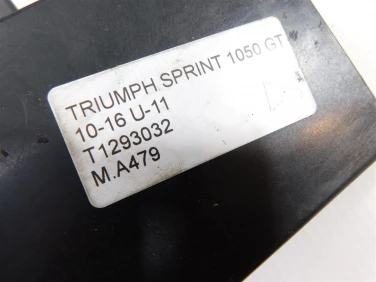 TRIUMPH SPRINT 1050 GT
10-16 U-11
T1293032
M.A479